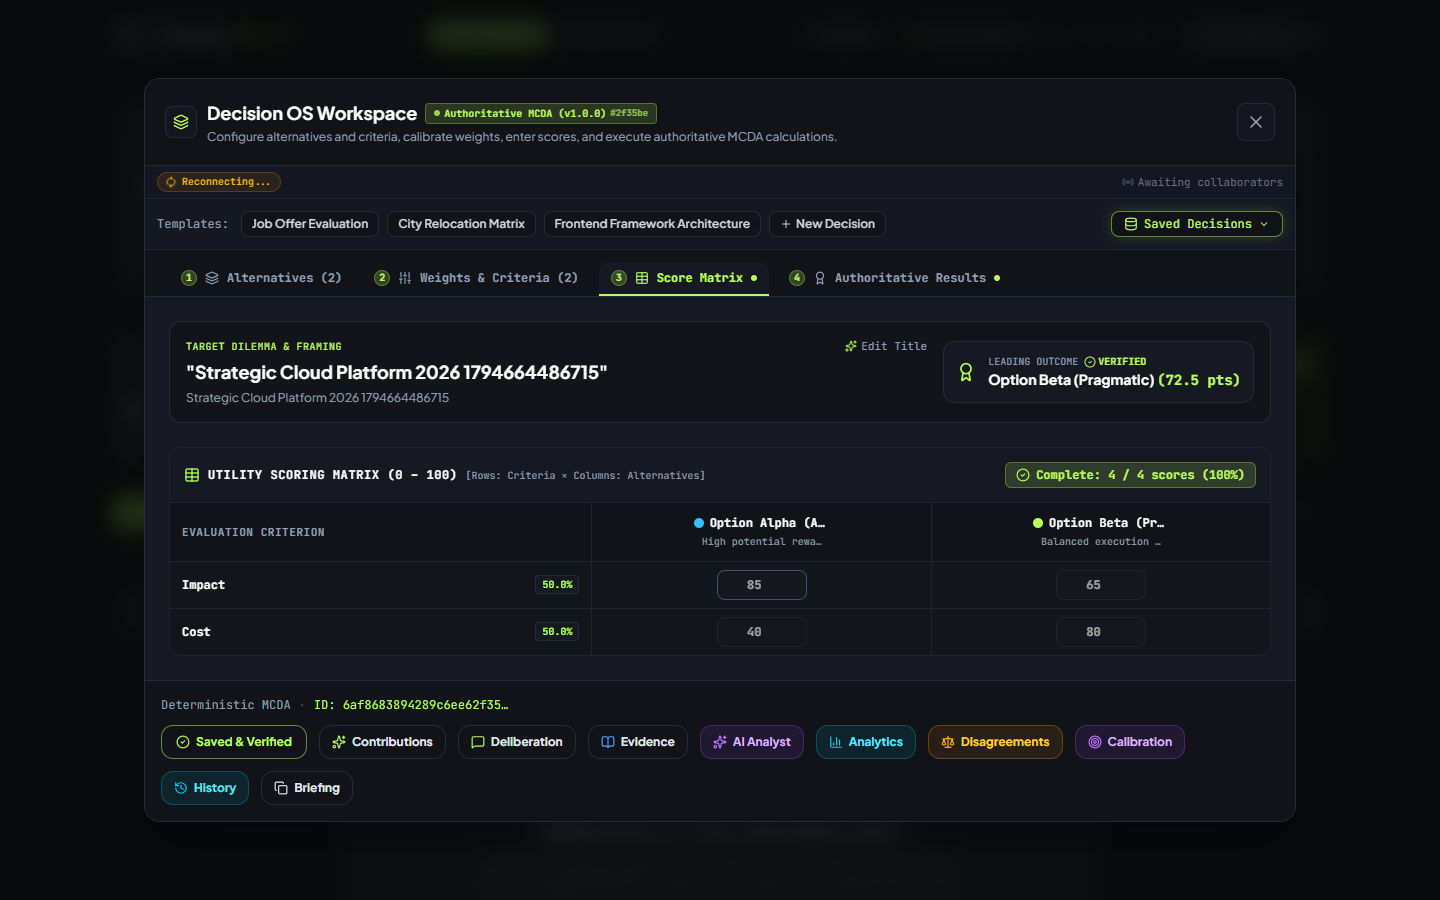 Decision OS Workspace
Authoritative MCDA (v1.0.0) #2f35be
Configure alternatives and criteria, calibrate weights, enter scores, and execute authoritative MCDA calculations.
Reconnecting...
Awaiting collaborators
Templates: Job Offer Evaluation City Relocation Matrix Frontend Framework Architecture + New Decision
Saved Decisions
1 Alternatives (2) 2 Weights & Criteria (2) 3 Score Matrix 4 Authoritative Results
TARGET DILEMMA & FRAMING
Edit Title
"Strategic Cloud Platform 2026 1794664486715"
Strategic Cloud Platform 2026 1794664486715
LEADING OUTCOME VERIFIED
Option Beta (Pragmatic) (72.5 pts)
UTILITY SCORING MATRIX (0 – 100) [Rows: Criteria × Columns: Alternatives]
Complete: 4 / 4 scores (100%)
EVALUATION CRITERION
Option Alpha (A…
High potential rewa…
Option Beta (Pr…
Balanced execution …
Impact 50.0% 85 65
Cost 50.0% 40 80
Deterministic MCDA · ID: 6af8683894289c6ee62f35…
Saved & Verified Contributions Deliberation Evidence AI Analyst Analytics Disagreements Calibration
History Briefing